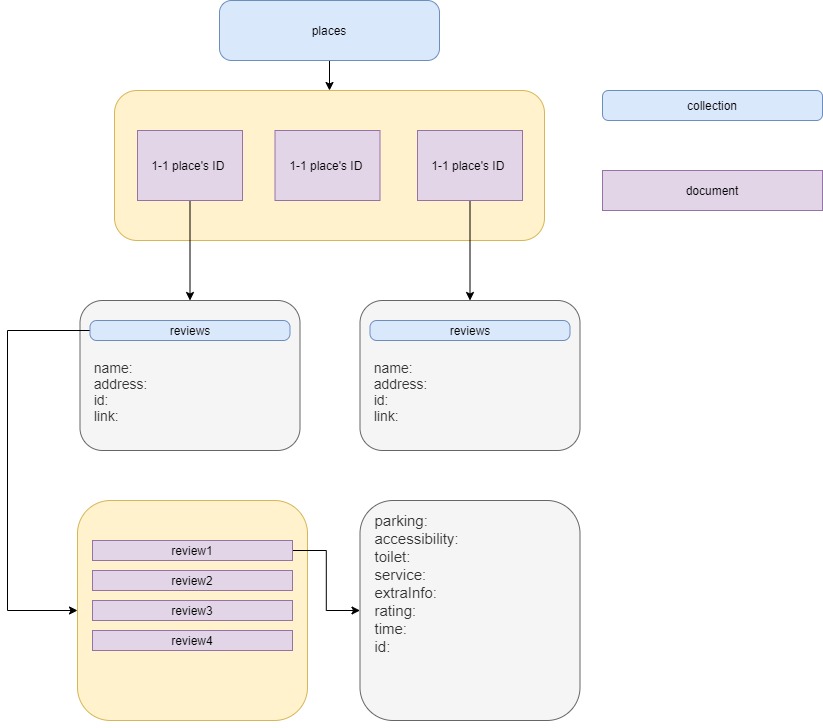 places
collection
1-1 place's ID
1-1 place's ID
1-1 place's ID
document
reviews
name:
address:
id:
link:
reviews
name:
address:
id:
link:
review1
review2
review3
review4
parking:
accessibility:
toilet:
service:
extraInfo:
rating:
time:
id: